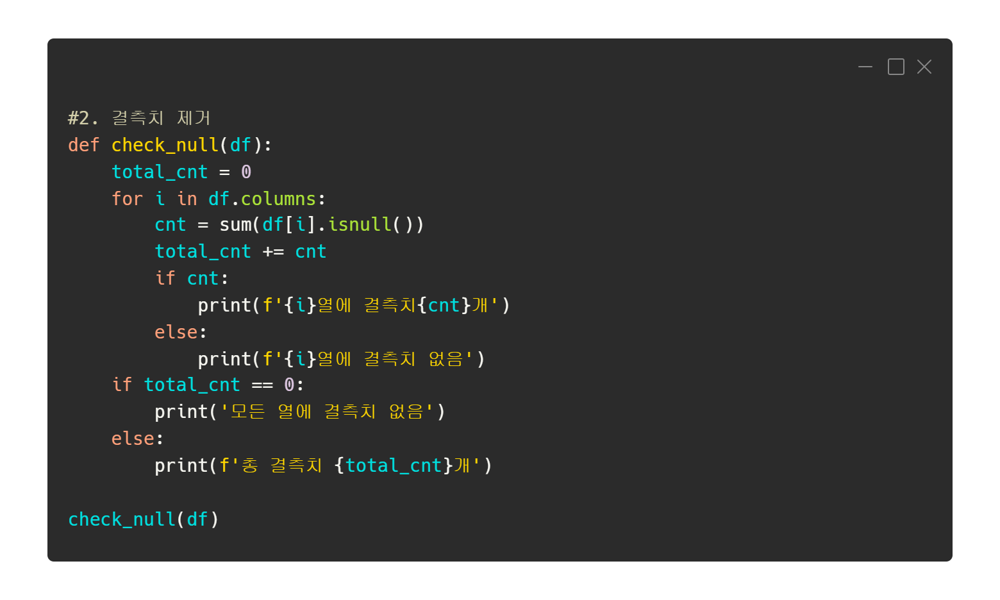 #2. 결측치 제거
def check_null(df):
    total_cnt = 0
    for i in df.columns:
        cnt = sum(df[i].isnull())
        total_cnt += cnt
        if cnt:
            print(f'{i}열에 결측치{cnt}개')
        else:
            print(f'{i}열에 결측치 없음')
    if total_cnt == 0:
        print('모든 열에 결측치 없음')
    else:
        print(f'총 결측치 {total_cnt}개')

check_null(df)